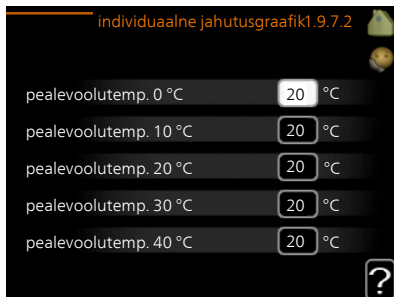 individuaalne jahutusgraafik1.9.7.2
pealevoolutemp. 0 °C 20 °C
pealevoolutemp. 10 °C 20 °C
pealevoolutemp. 20 °C 20 °C
pealevoolutemp. 30 °C 20 °C
pealevoolutemp. 40 °C 20 °C
?